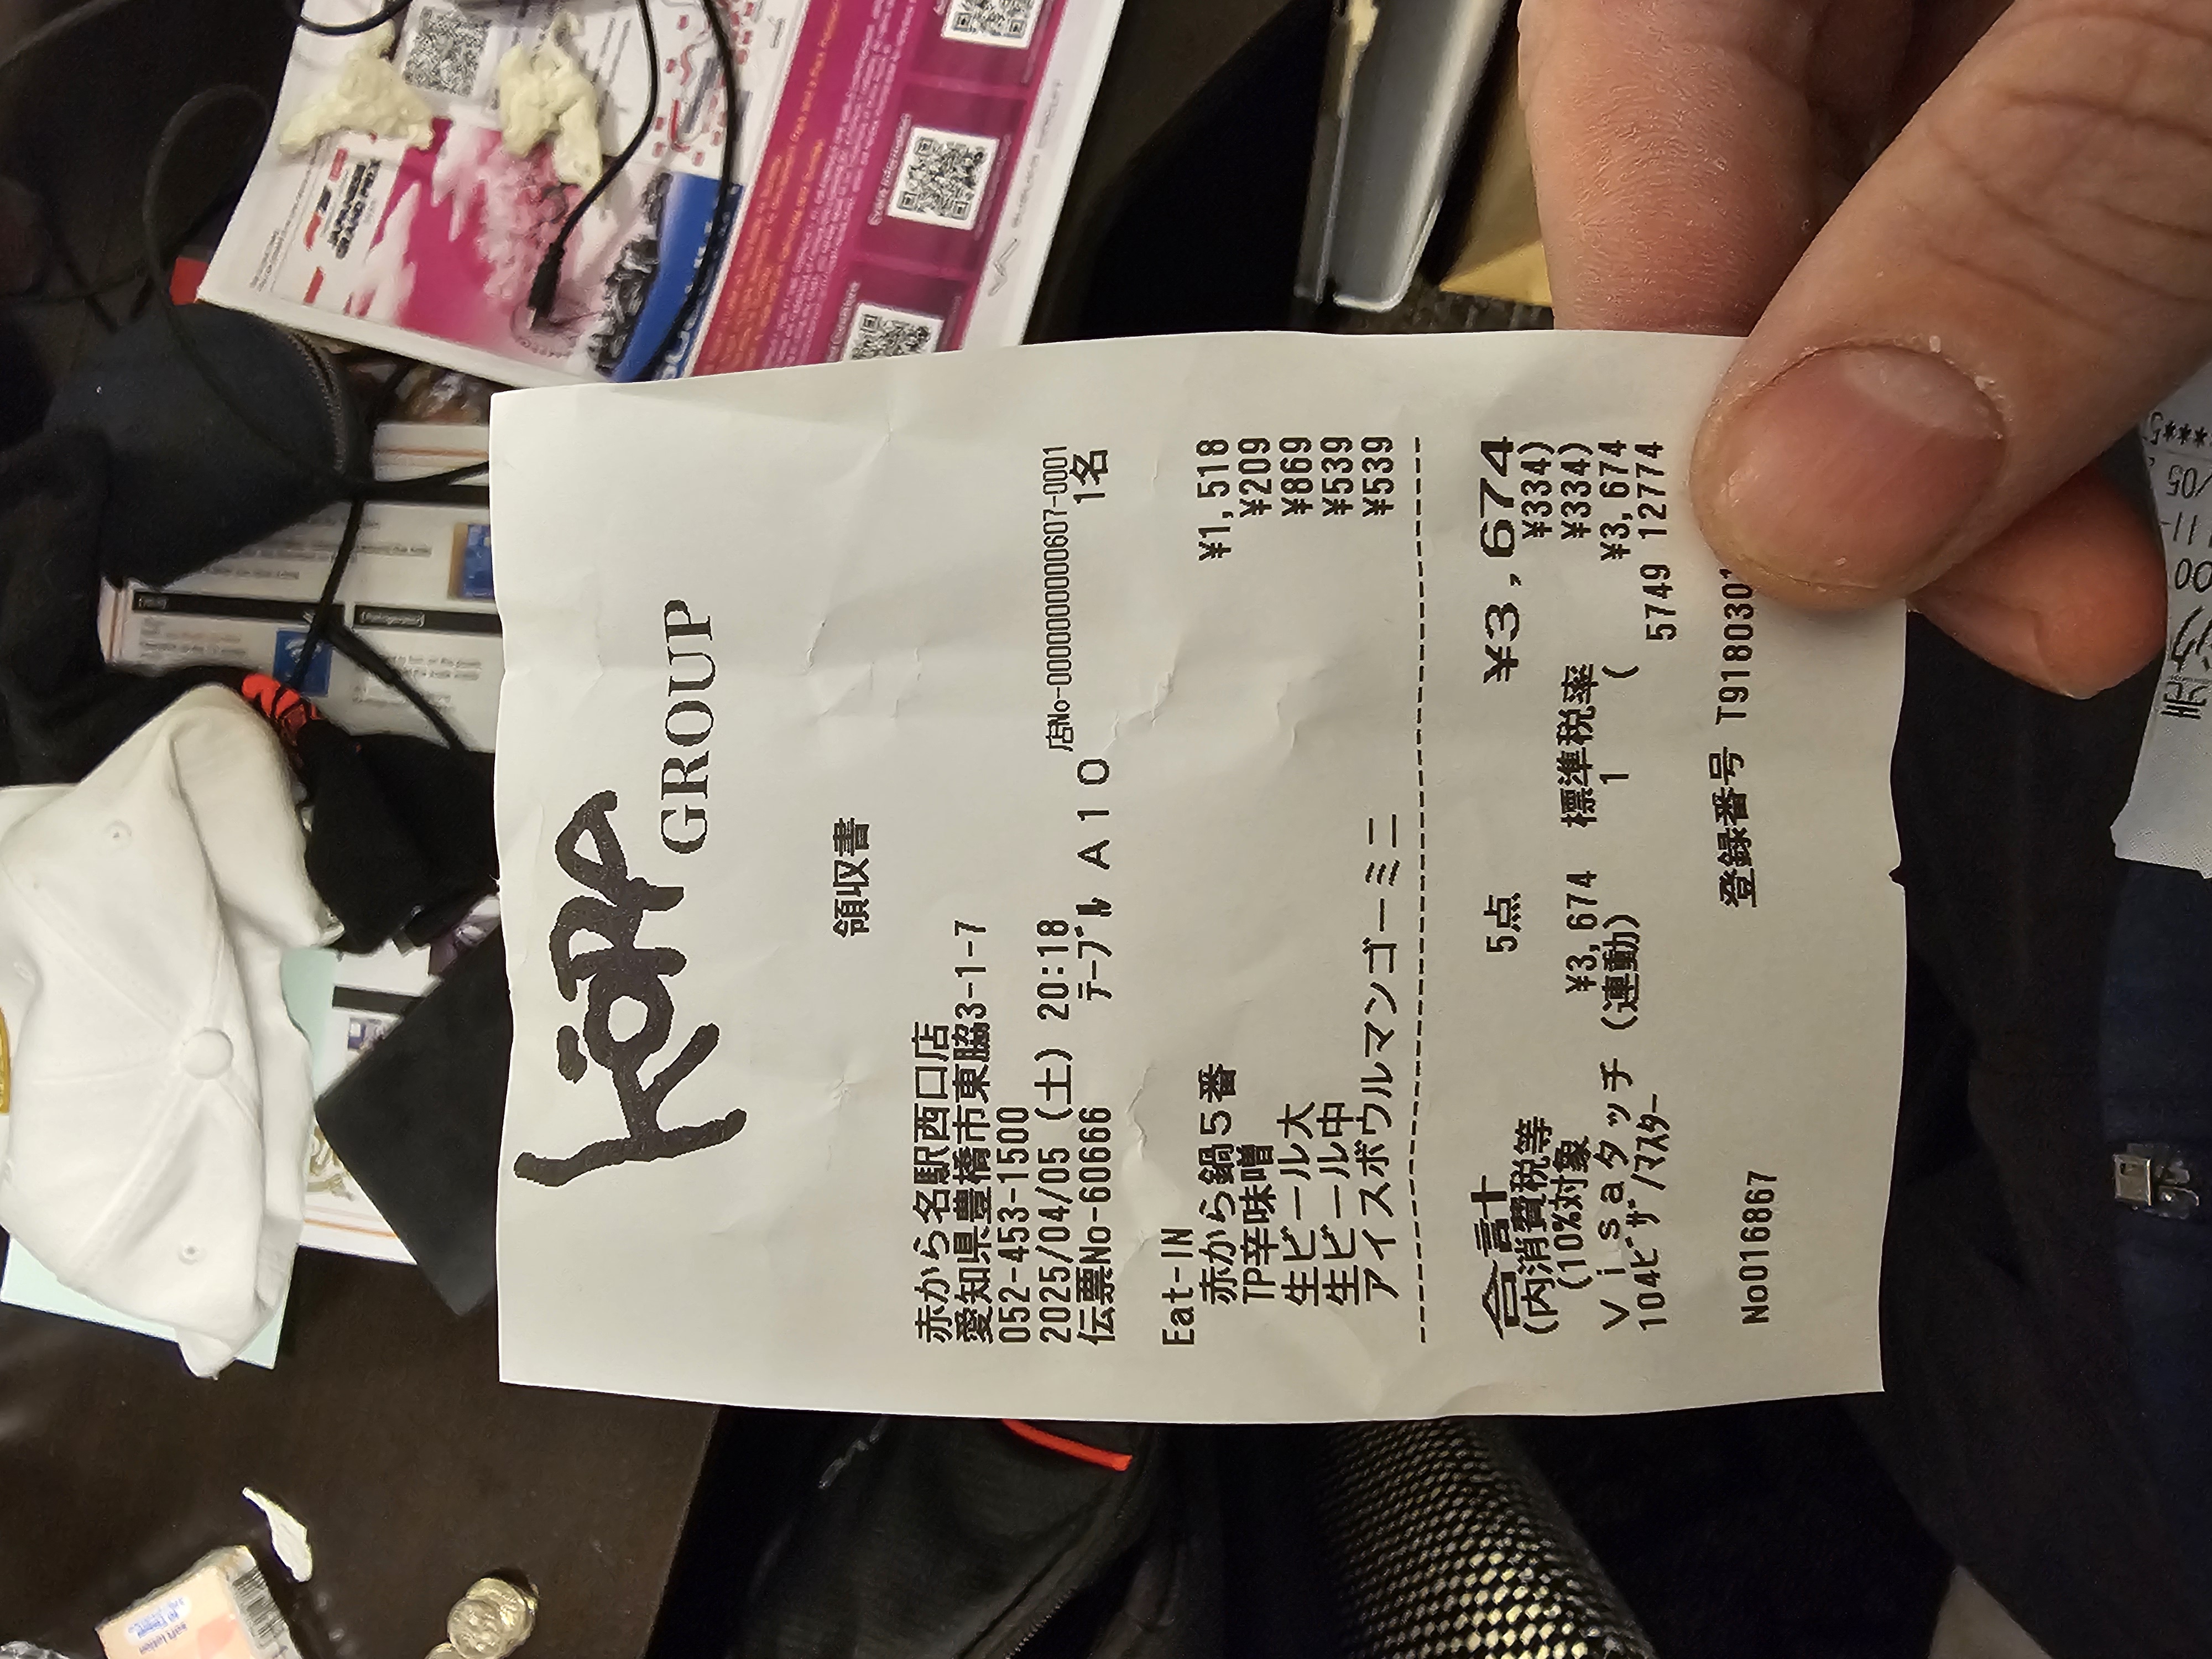 Kappa
GROUP
領収書
赤から名駅西口店
愛知県豊橋市東脇3-1-7
052-453-1500
2025/04/05(土) 20:18 店No-000000000607-0001
伝票No-60666 テーブル A10 1名
Eat-IN
赤から鍋5番 ¥1,518
TP辛味噌 ¥209
生ビール大 ¥869
生ビール中 ¥539
アイスボウルマンゴーミニ ¥539
合計 5点 ¥3,674
(内消費税等 ¥334)
(10%対象 ¥3,674 標準税率 ¥334)
Visaタッチ(連動) 1 ( ¥3,674
104ビザ/マスター 5749 12774
No016867 登録番号 T9180301
JAPANESE
GRAND PRIX